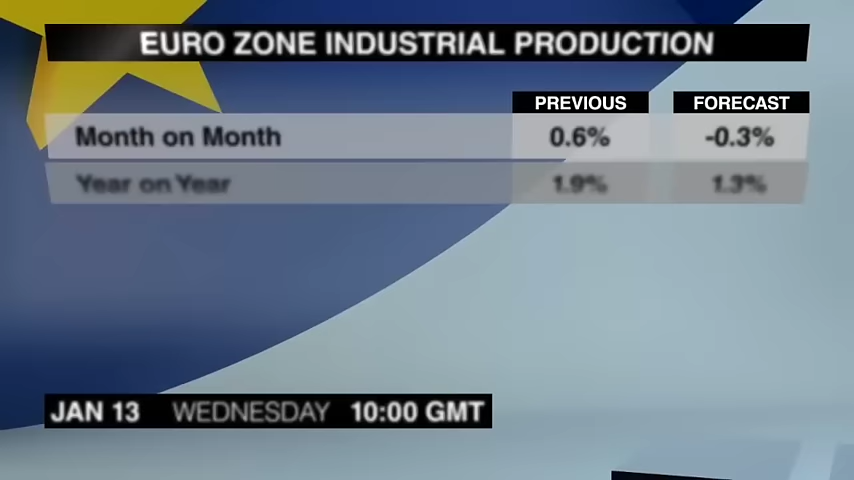 EURO ZONE INDUSTRIAL PRODUCTION
PREVIOUS FORECAST
Month on Month 0.6% -0.3%
Year on Year 1.9% 1.3%
JAN 13 WEDNESDAY 10:00 GMT